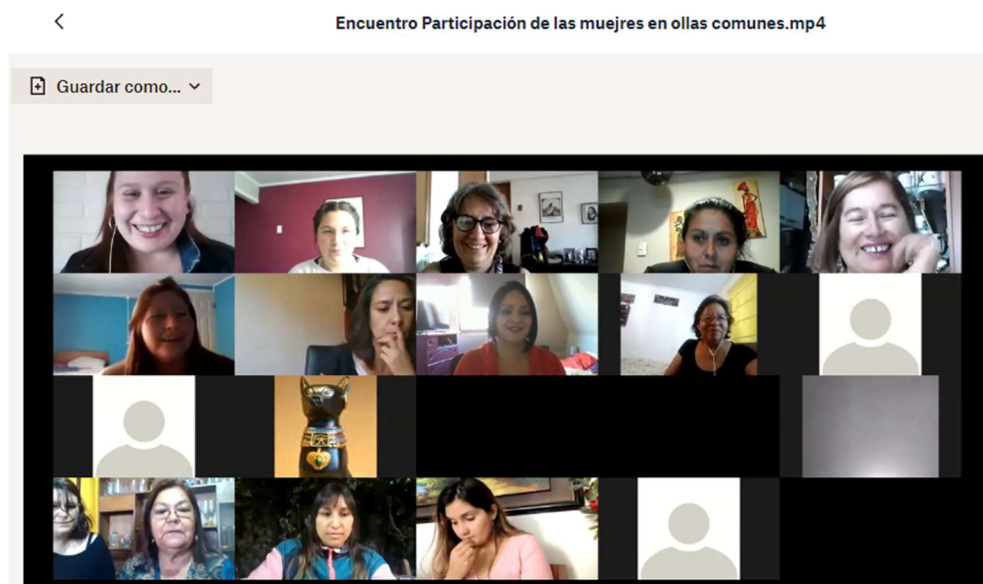 Encuentro Participación de las muejres en ollas comunes.mp4
Guardar como...